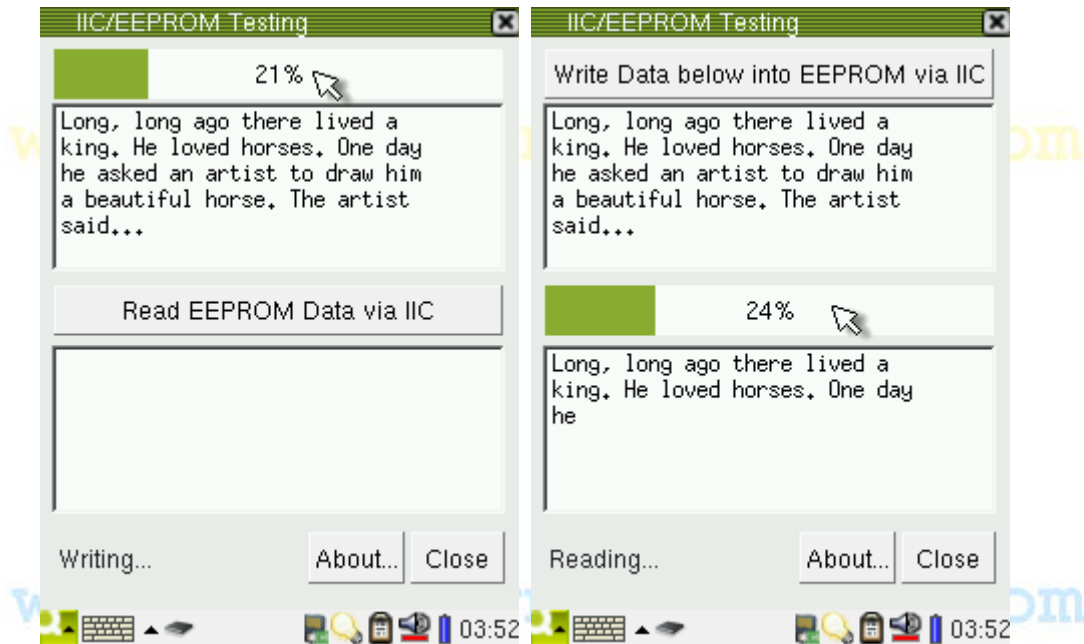 IIC/EEPROM Testing
21%
Long, long ago there lived a
king. He loved horses. One day
he asked an artist to draw him
a beautiful horse. The artist
said...
Read EEPROM Data via IIC
Writing...
About...
Close
03:52
IIC/EEPROM Testing
Write Data below into EEPROM via IIC
Long, long ago there lived a
king. He loved horses. One day
he asked an artist to draw him
a beautiful horse. The artist
said...
24%
Long, long ago there lived a
king. He loved horses. One day
he
Reading...
About...
Close
03:52